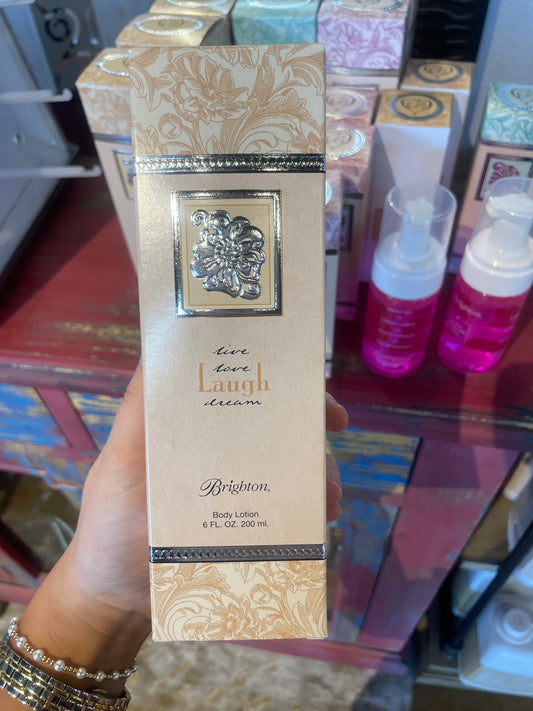 live
love
Laugh
dream
Brighton®
Body Lotion
6 FL. OZ. 200 ml.